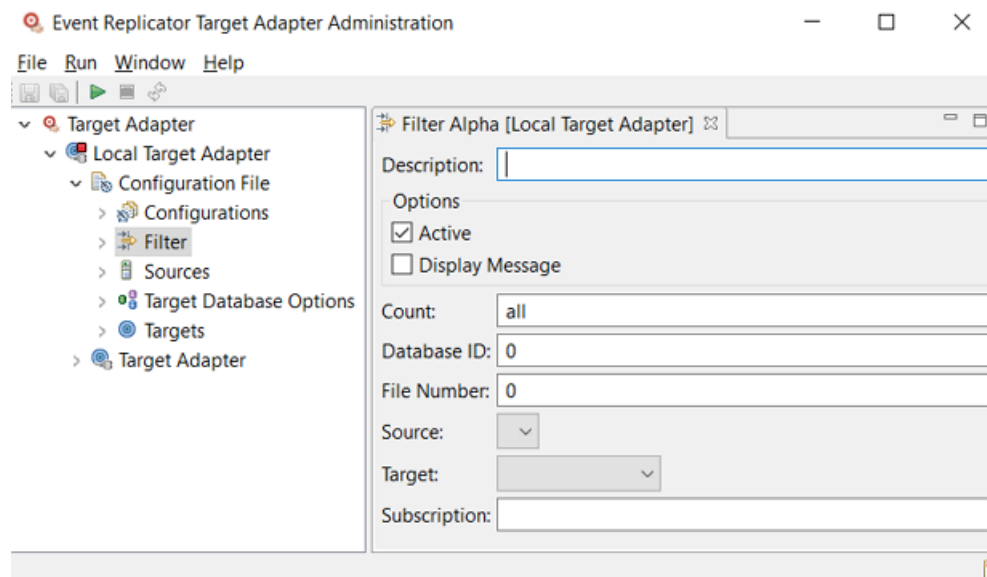 Event Replicator Target Adapter Administration
File Run Window Help
Target Adapter
Local Target Adapter
Configuration File
Configurations
Filter
Sources
Target Database Options
Targets
Target Adapter
Filter Alpha [Local Target Adapter]
Description:
Options
Active
Display Message
Count: all
Database ID: 0
File Number: 0
Source:
Target:
Subscription: